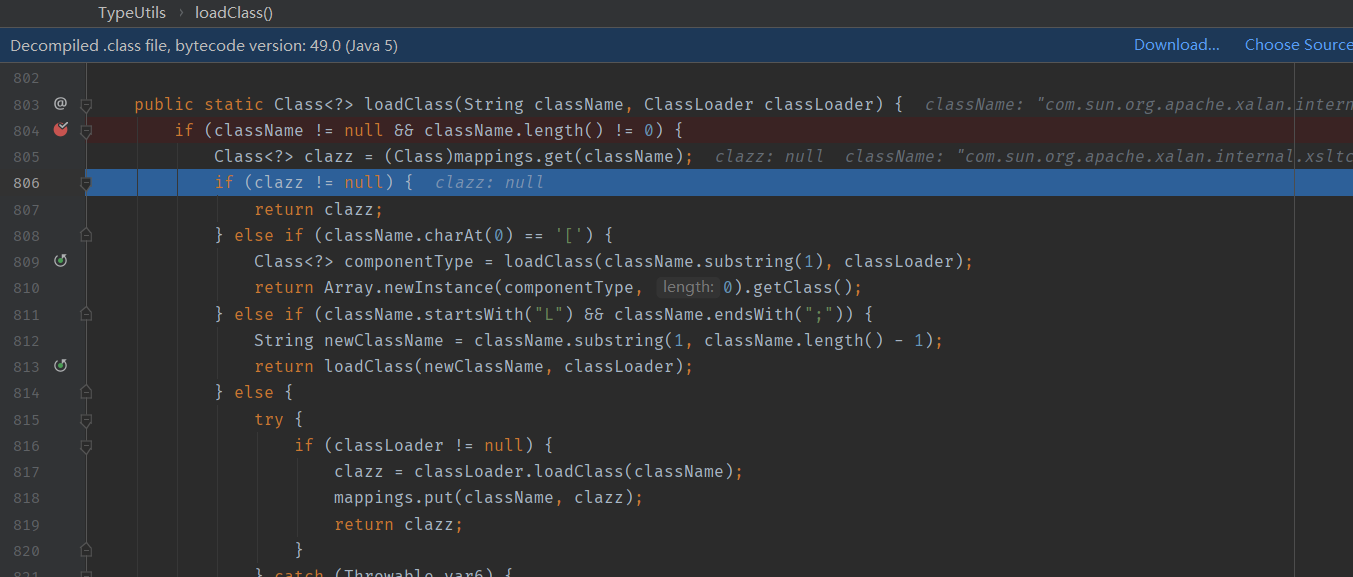 TypeUtils › loadClass()
Decompiled .class file, bytecode version: 49.0 (Java 5) Download... Choose Source
802
803 @ public static Class<?> loadClass(String className, ClassLoader classLoader) { className: "com.sun.org.apache.xalan.intern
804 if (className != null && className.length() != 0) {
805 Class<?> clazz = (Class)mappings.get(className); clazz: null className: "com.sun.org.apache.xalan.internal.xsltc
806 if (clazz != null) { clazz: null
807 return clazz;
808 } else if (className.charAt(0) == '[') {
809 Class<?> componentType = loadClass(className.substring(1), classLoader);
810 return Array.newInstance(componentType, length: 0).getClass();
811 } else if (className.startsWith("L") && className.endsWith(";")) {
812 String newClassName = className.substring(1, className.length() - 1);
813 return loadClass(newClassName, classLoader);
814 } else {
815 try {
816 if (classLoader != null) {
817 clazz = classLoader.loadClass(className);
818 mappings.put(className, clazz);
819 return clazz;
820 }
821 } catch (Throwable var6) {